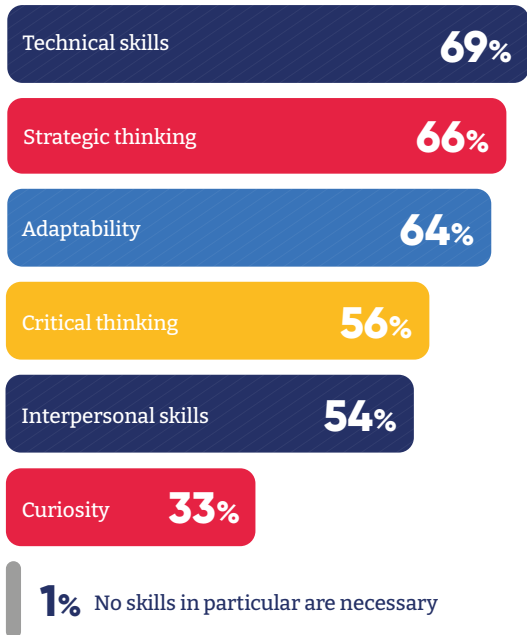 Technical skills 69%
Strategic thinking 66%
Adaptability 64%
Critical thinking 56%
Interpersonal skills 54%
Curiosity 33%
1% No skills in particular are necessary